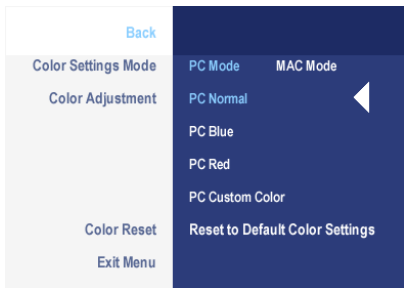 Back
Color Settings Mode PC Mode MAC Mode
Color Adjustment PC Normal
PC Blue
PC Red
PC Custom Color
Color Reset Reset to Default Color Settings
Exit Menu